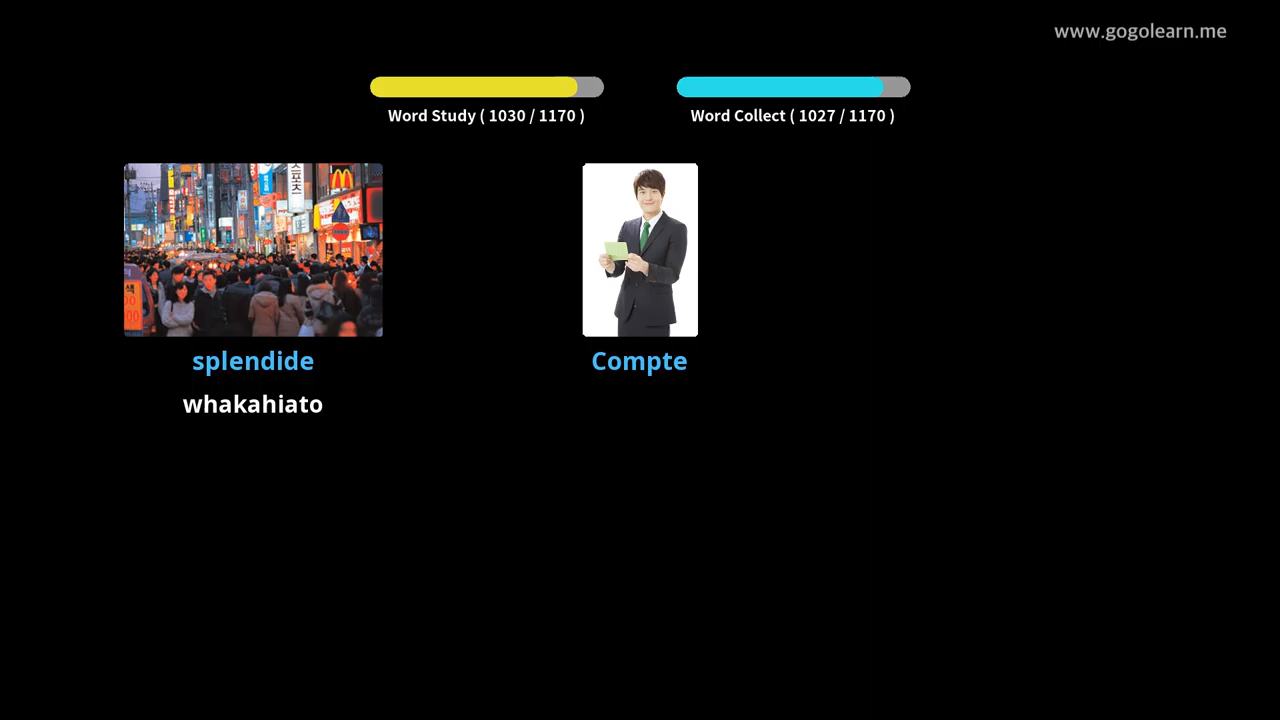 www.gogolearn.me
Word Study ( 1030 / 1170 )
Word Collect ( 1027 / 1170 )
splendide
Compte
whakahiato